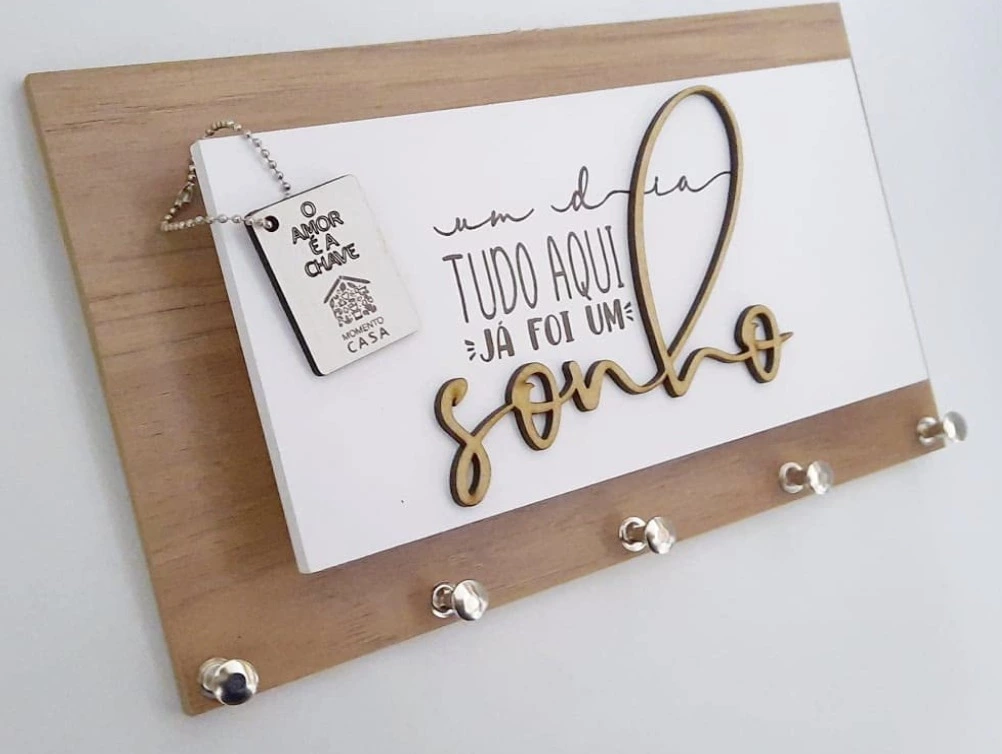 O
AMOR
É A
CHAVE
MOMENTO
CASA
um dia
TUDO AQUI
JÁ FOI UM
sonho